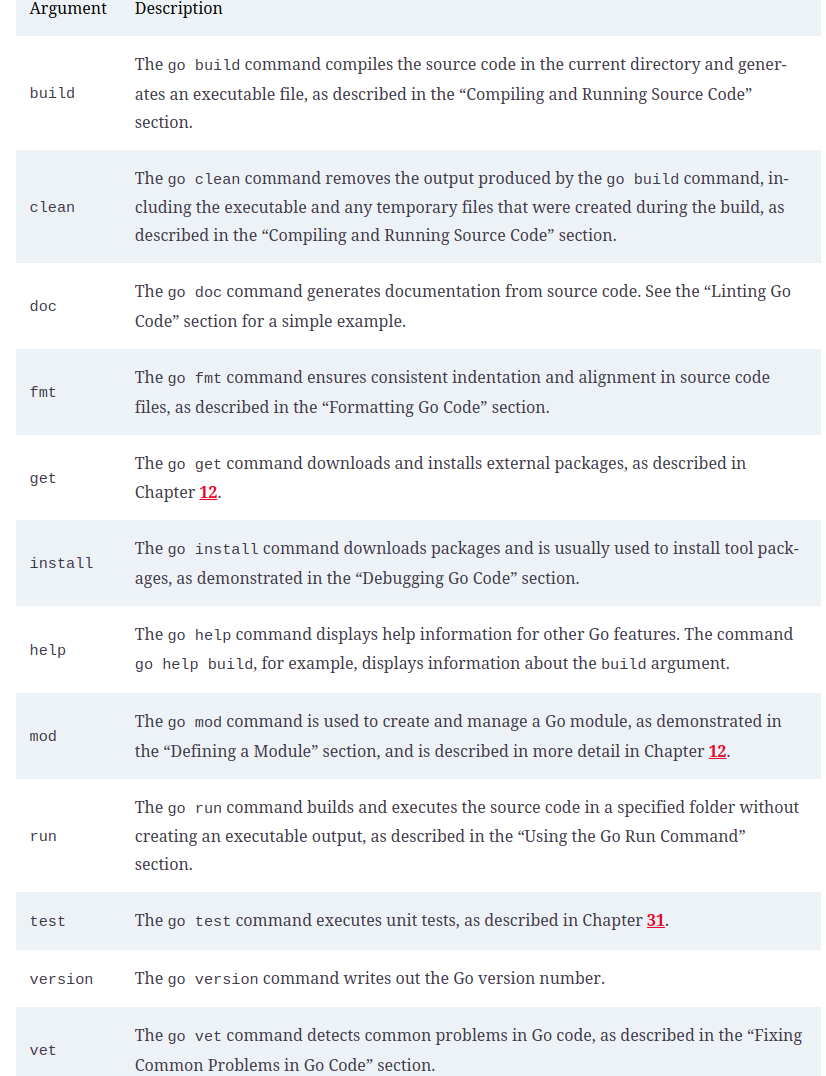 Argument Description
build
The go build command compiles the source code in the current directory and gener-
ates an executable file, as described in the “Compiling and Running Source Code”
section.
clean
The go clean command removes the output produced by the go build command, in-
cluding the executable and any temporary files that were created during the build, as
described in the “Compiling and Running Source Code” section.
doc
The go doc command generates documentation from source code. See the “Linting Go
Code” section for a simple example.
fmt
The go fmt command ensures consistent indentation and alignment in source code
files, as described in the “Formatting Go Code” section.
get
The go get command downloads and installs external packages, as described in
Chapter 12.
install
The go install command downloads packages and is usually used to install tool pack-
ages, as demonstrated in the “Debugging Go Code” section.
help
The go help command displays help information for other Go features. The command
go help build, for example, displays information about the build argument.
mod
The go mod command is used to create and manage a Go module, as demonstrated in
the “Defining a Module” section, and is described in more detail in Chapter 12.
run
The go run command builds and executes the source code in a specified folder without
creating an executable output, as described in the “Using the Go Run Command”
section.
test
The go test command executes unit tests, as described in Chapter 31.
version
The go version command writes out the Go version number.
vet
The go vet command detects common problems in Go code, as described in the “Fixing
Common Problems in Go Code” section.